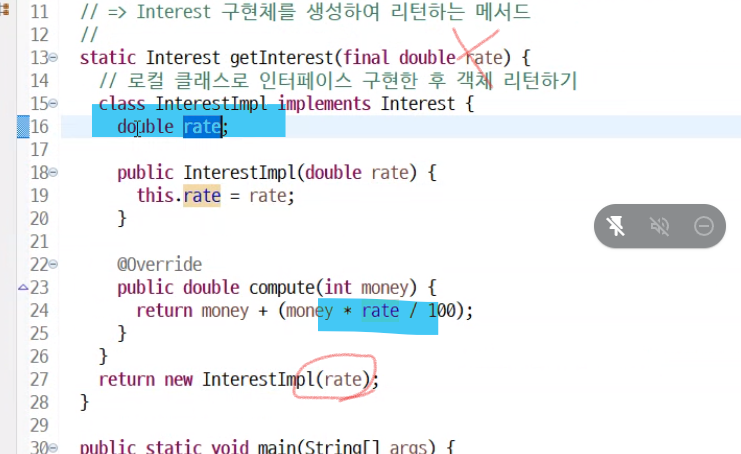 11 // => Interest 구현체를 생성하여 리턴하는 메서드
12 //
13 static Interest getInterest(final double rate) {
14 // 로컬 클래스로 인터페이스 구현한 후 객체 리턴하기
15 class InterestImpl implements Interest {
16 double rate;
17
18 public InterestImpl(double rate) {
19 this.rate = rate;
20 }
21
22 @Override
23 public double compute(int money) {
24 return money + (money * rate / 100);
25 }
26 }
27 return new InterestImpl(rate);
28 }
29
30 public static void main(String[] args) {